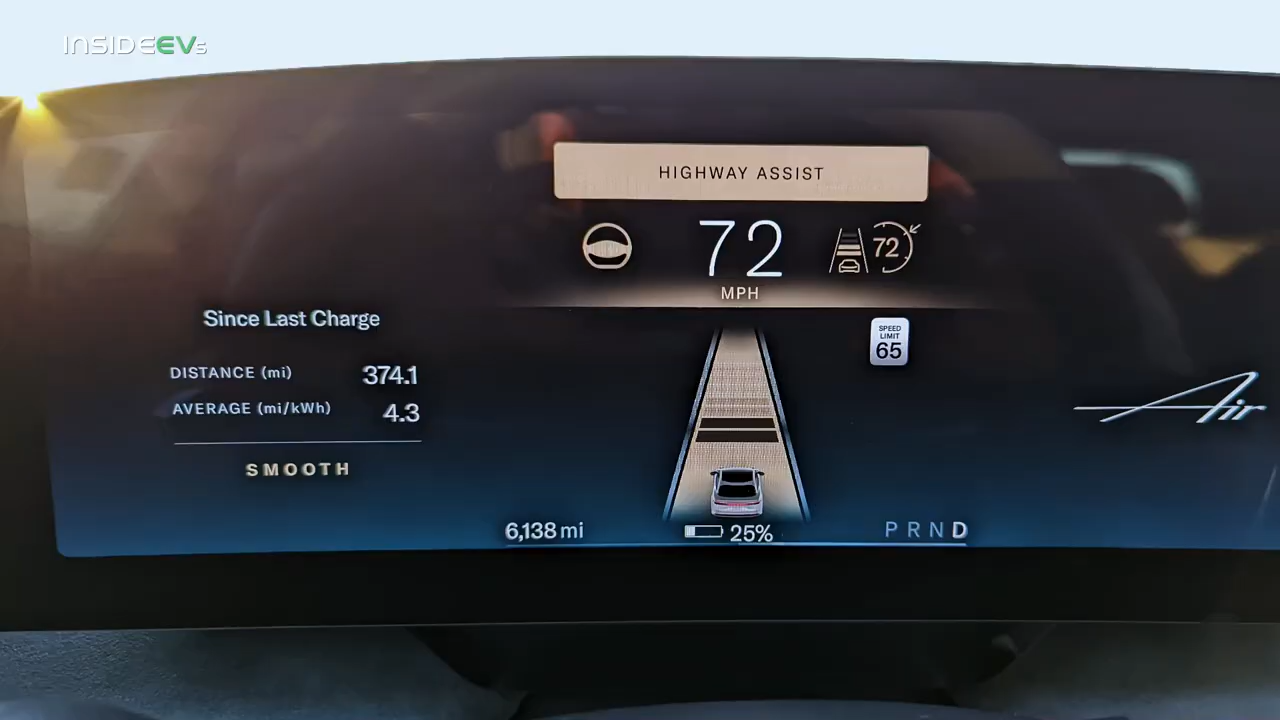 INSIDEEVs
HIGHWAY ASSIST
72
MPH
72
SPEED
LIMIT
65
Since Last Charge
DISTANCE (mi) 374.1
AVERAGE (mi/kWh) 4.3
SMOOTH
Air
6,138 mi
25%
P R N D